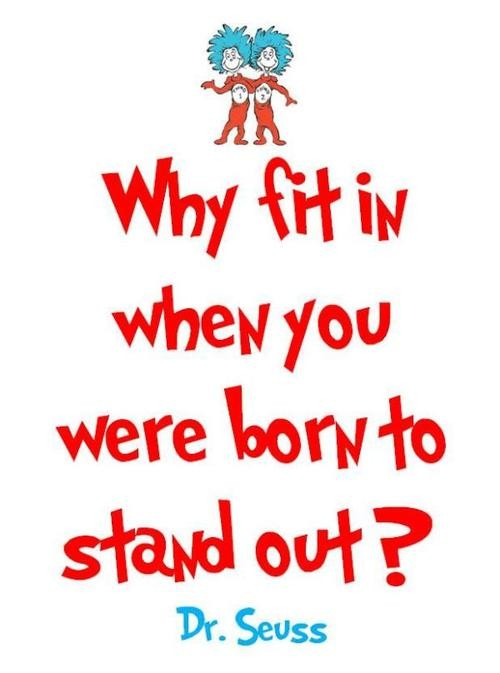 Why fit in
when you
were born to
stand out?
Dr. Seuss